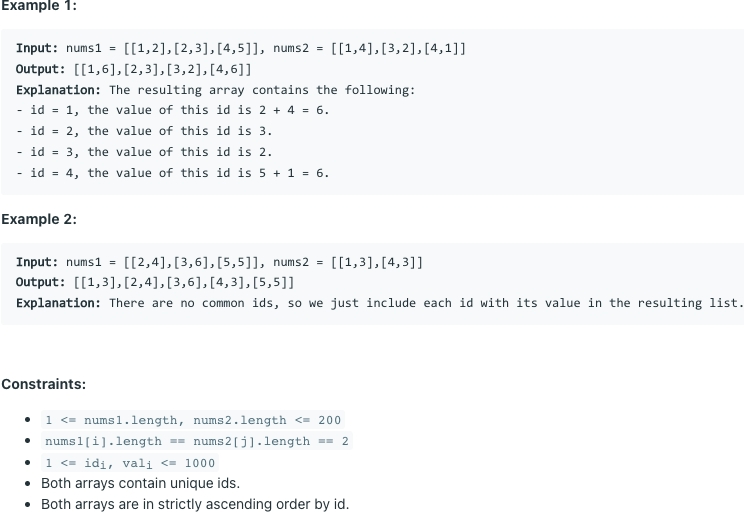 Example 1:
Input: nums1 = [[1,2],[2,3],[4,5]], nums2 = [[1,4],[3,2],[4,1]]
Output: [[1,6],[2,3],[3,2],[4,6]]
Explanation: The resulting array contains the following:
- id = 1, the value of this id is 2 + 4 = 6.
- id = 2, the value of this id is 3.
- id = 3, the value of this id is 2.
- id = 4, the value of this id is 5 + 1 = 6.
Example 2:
Input: nums1 = [[2,4],[3,6],[5,5]], nums2 = [[1,3],[4,3]]
Output: [[1,3],[2,4],[3,6],[4,3],[5,5]]
Explanation: There are no common ids, so we just include each id with its value in the resulting list.
Constraints:
• 1 <= nums1.length, nums2.length <= 200
• nums1[i].length == nums2[j].length == 2
• 1 <= idi, vali <= 1000
• Both arrays contain unique ids.
• Both arrays are in strictly ascending order by id.